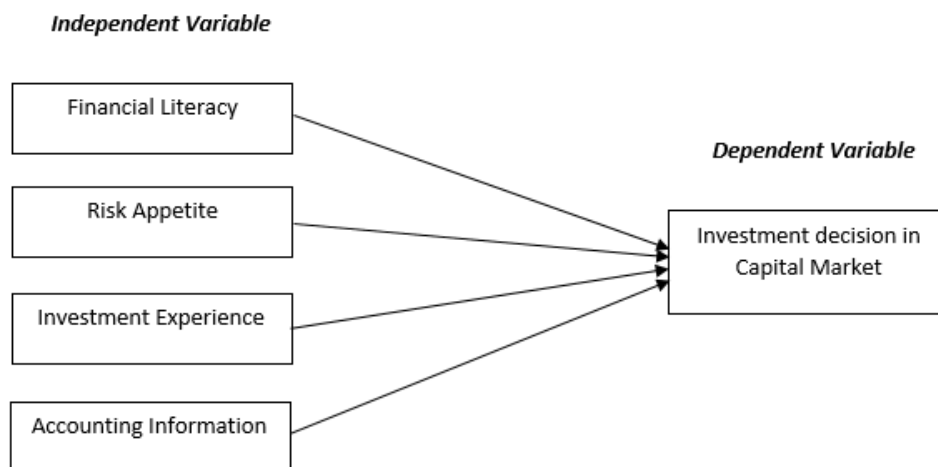 Independent Variable
Financial Literacy
Risk Appetite
Investment Experience
Accounting Information
Dependent Variable
Investment decision in
Capital Market